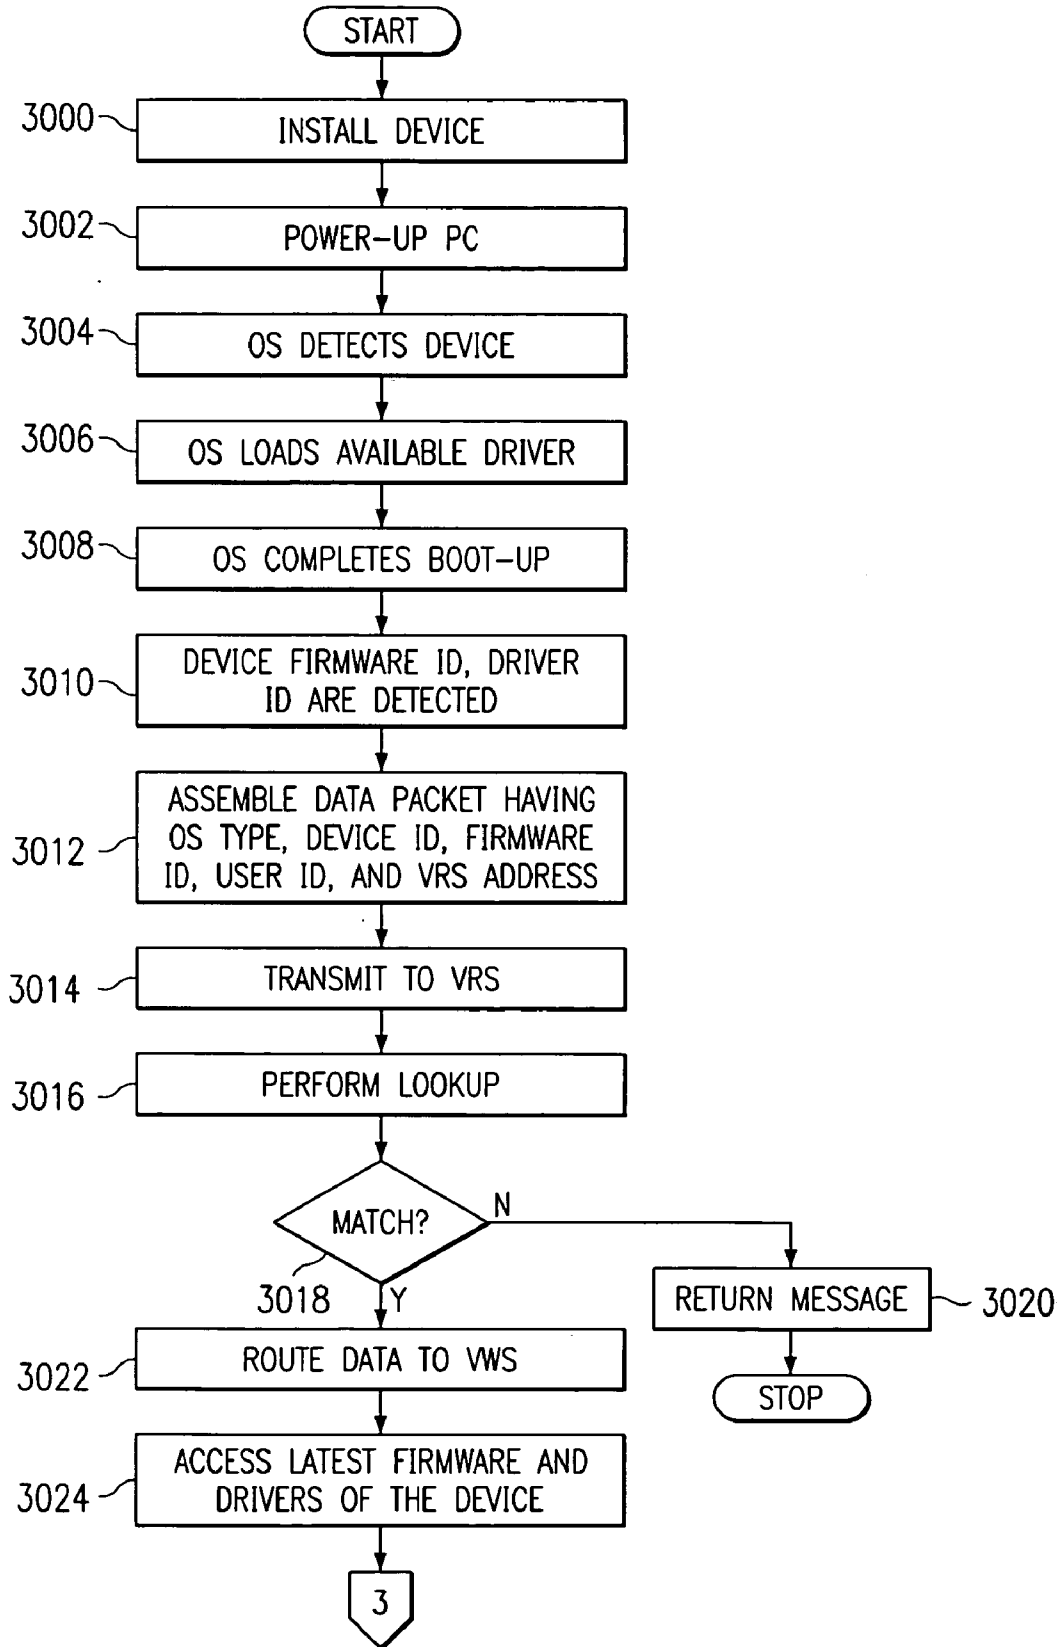 START
3000
INSTALL DEVICE
3002
POWER-UP PC
3004
OS DETECTS DEVICE
3006
OS LOADS AVAILABLE DRIVER
3008
OS COMPLETES BOOT-UP
3010
DEVICE FIRMWARE ID, DRIVER
ID ARE DETECTED
3012
ASSEMBLE DATA PACKET HAVING
OS TYPE, DEVICE ID, FIRMWARE
ID, USER ID, AND VRS ADDRESS
3014
TRANSMIT TO VRS
3016
PERFORM LOOKUP
MATCH?
N
3018
Y
RETURN MESSAGE
3020
STOP
3022
ROUTE DATA TO VWS
3024
ACCESS LATEST FIRMWARE AND
DRIVERS OF THE DEVICE
3